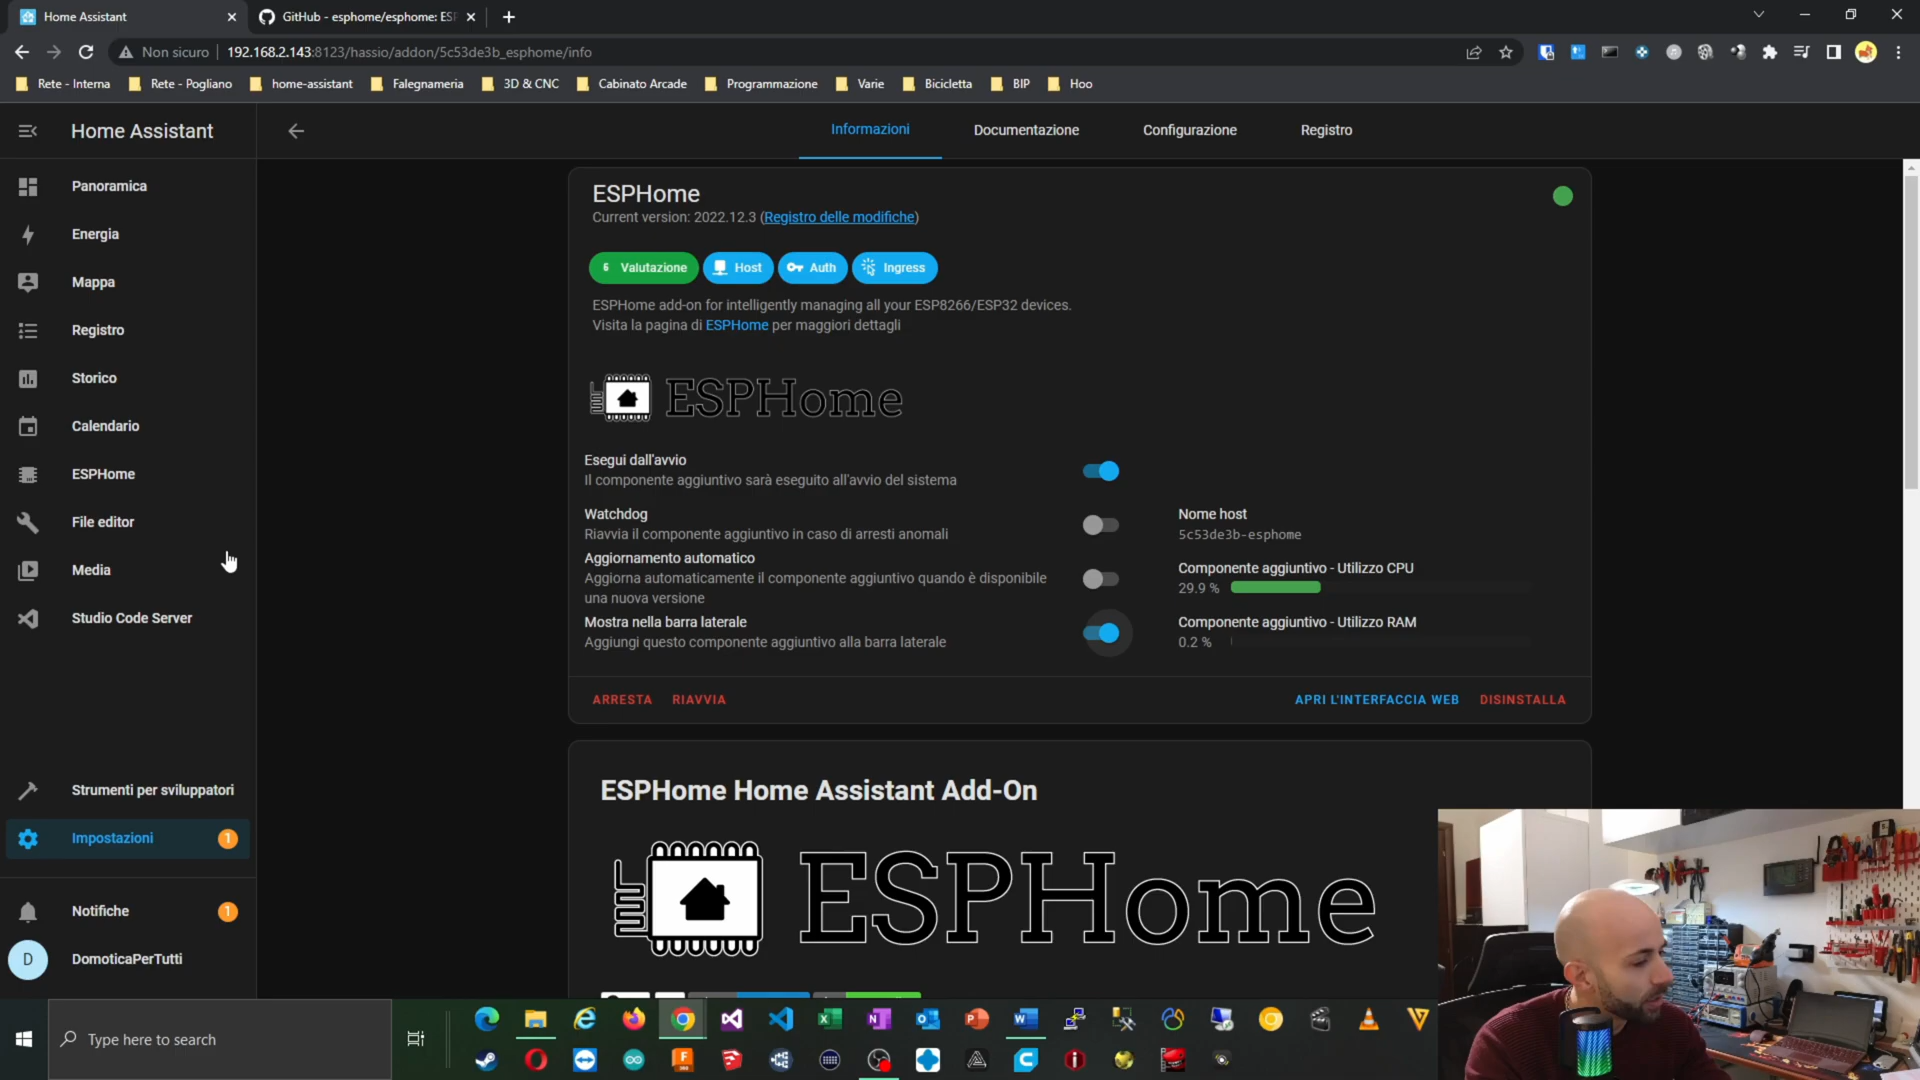 Home Assistant
GitHub - esphome/esphome: ESP
Non sicuro
192.168.2.143:8123/hassio/addon/5c53de3b_esphome/info
Rete - Interna
Rete - Pogliano
home-assistant
Falegnameria
3D & CNC
Cabinato Arcade
Programmazione
Varie
Bicicletta
BIP
Hoo
Home Assistant
Informazioni
Documentazione
Configurazione
Registro
Panoramica
Energia
Mappa
Registro
Storico
Calendario
ESPHome
File editor
Media
Studio Code Server
Strumenti per sviluppatori
Impostazioni
1
Notifiche
1
D
DomoticaPerTutti
ESPHome
Current version: 2022.12.3 (Registro delle modifiche)
Valutazione
Host
Auth
Ingress
ESPHome add-on for intelligently managing all your ESP8266/ESP32 devices.
Visita la pagina di ESPHome per maggiori dettagli
ESPHome
Esegui dall'avvio
Il componente aggiuntivo sarà eseguito all'avvio del sistema
Watchdog
Riavvia il componente aggiuntivo in caso di arresti anomali
Aggiornamento automatico
Aggiorna automaticamente il componente aggiuntivo quando è disponibile
una nuova versione
Mostra nella barra laterale
Aggiungi questo componente aggiuntivo alla barra laterale
Nome host
5c53de3b-esphome
Componente aggiuntivo - Utilizzo CPU
29.9 %
Componente aggiuntivo - Utilizzo RAM
0.2 %
ARRESTA
RIAVVIA
APRI L'INTERFACCIA WEB
DISINSTALLA
ESPHome Home Assistant Add-On
ESPHome
Type here to search